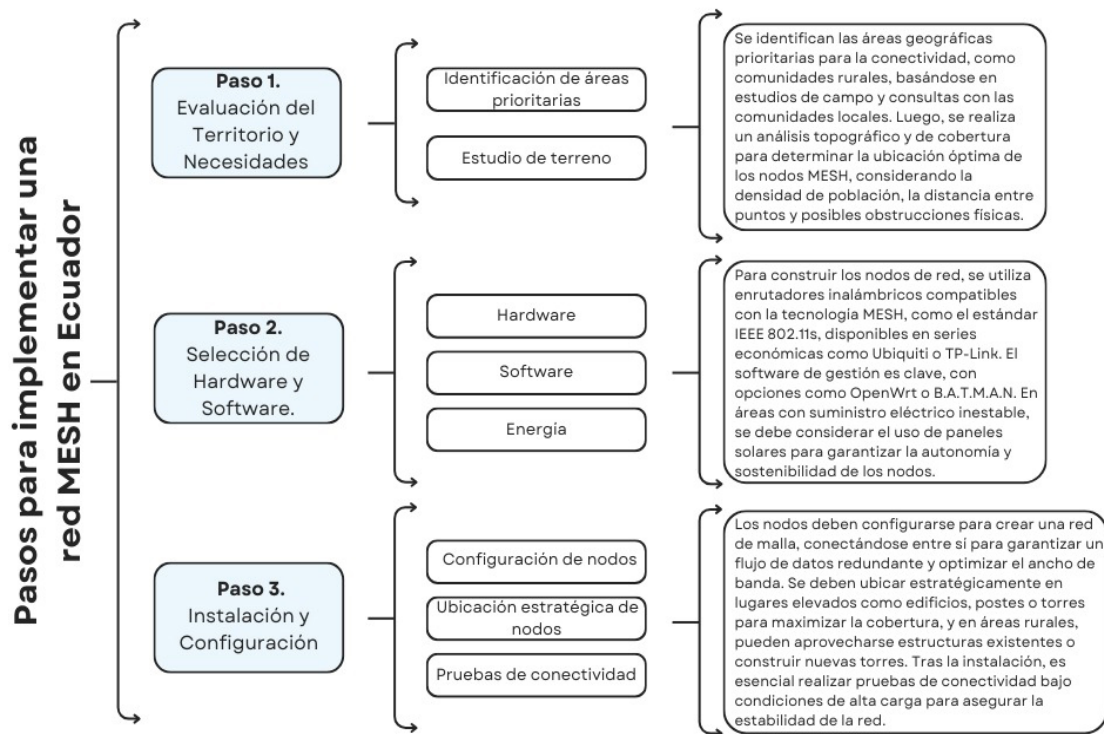 Pasos para implementar una
red MESH en Ecuador
Paso 1.
Evaluación del
Territorio y
Necesidades
Identificación de áreas
prioritarias
Estudio de terreno
Se identifican las áreas geográficas
prioritarias para la conectividad, como
comunidades rurales, basándose en
estudios de campo y consultas con las
comunidades locales. Luego, se realiza
un análisis topográfico y de cobertura
para determinar la ubicación óptima de
los nodos MESH, considerando la
densidad de población, la distancia entre
puntos y posibles obstrucciones físicas.
Paso 2.
Selección de
Hardware y
Software.
Hardware
Software
Energía
Para construir los nodos de red, se utiliza
enrutadores inalámbricos compatibles
con la tecnología MESH, como el estándar
IEEE 802.11s, disponibles en series
económicas como Ubiquiti o TP-Link. El
software de gestión es clave, con
opciones como OpenWrt o B.A.T.M.A.N. En
áreas con suministro eléctrico inestable,
se debe considerar el uso de paneles
solares para garantizar la autonomía y
sostenibilidad de los nodos.
Paso 3.
Instalación y
Configuración
Configuración de nodos
Ubicación estratégica de
nodos
Pruebas de conectividad
Los nodos deben configurarse para crear una red
de malla, conectándose entre sí para garantizar un
flujo de datos redundante y optimizar el ancho de
banda. Se deben ubicar estratégicamente en
lugares elevados como edificios, postes o torres
para maximizar la cobertura, y en áreas rurales,
pueden aprovecharse estructuras existentes o
construir nuevas torres. Tras la instalación, es
esencial realizar pruebas de conectividad bajo
condiciones de alta carga para asegurar la
estabilidad de la red.